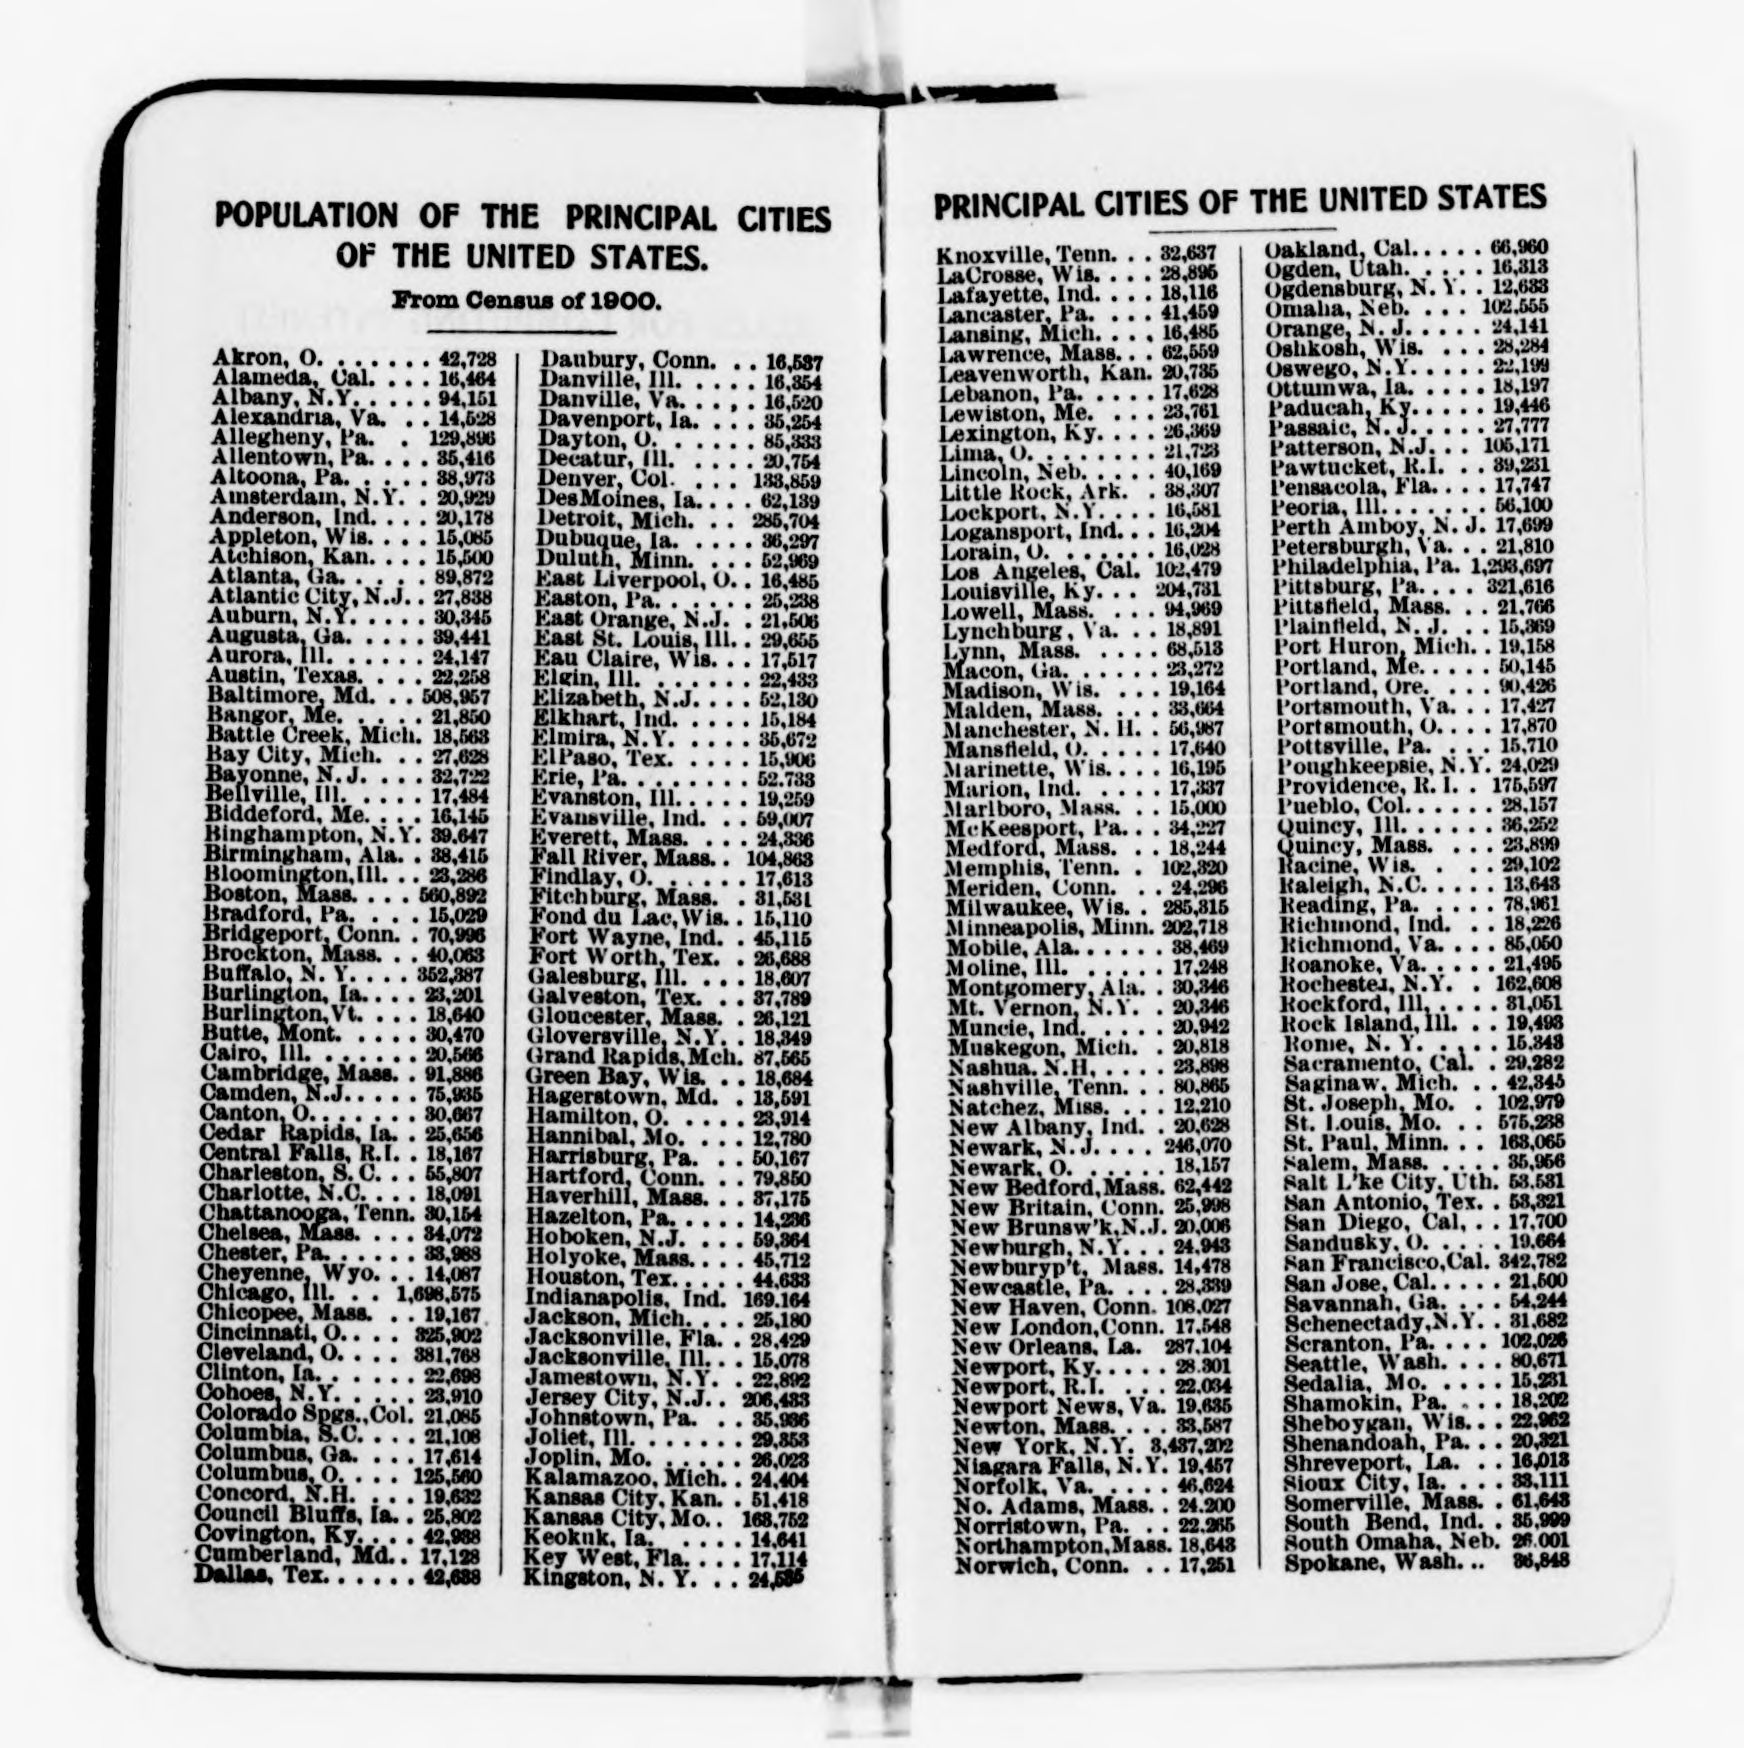 POPULATION OF THE PRINCIPAL CITIES
OF THE UNITED STATES.
From Census of 1900.
Akron, O. . . . . . . 42,728
Alameda, Cal. . . . 16,464
Albany, N.Y. . . . . 94,151
Alexandria, Va. . . 14,528
Allegheny, Pa. . 129,896
Allentown, Pa. . . . 35,416
Altoona, Pa. . . . . 38,973
Amsterdam, N.Y. . 20,929
Anderson, Ind. . . . 20,178
Appleton, Wis. . . . 15,085
Atchison, Kan. . . . 15,500
Atlanta, Ga. . . . . 89,872
Atlantic City, N.J. . 27,838
Auburn, N.Y. . . . . 30,345
Augusta, Ga. . . . . 39,441
Aurora, Ill. . . . . . 24,147
Austin, Texas. . . . 22,258
Baltimore, Md. . . 508,957
Bangor, Me. . . . . 21,850
Battle Creek, Mich. 18,563
Bay City, Mich. . . 27,628
Bayonne, N.J. . . . 32,722
Bellville, Ill. . . . . 17,484
Biddeford, Me. . . . 16,145
Binghampton, N.Y. 39.647
Birmingham, Ala. . 38,415
Bloomington, Ill. . . 23,286
Boston, Mass. . . . 560,892
Bradford, Pa. . . . 15,029
Bridgeport, Conn. . 70,996
Brockton, Mass. . . 40,063
Buffalo, N. Y. . . . 352,387
Burlington, Ia. . . . 23,201
Burlington, Vt. . . . 18,640
Butte, Mont. . . . . 30,470
Cairo, Ill. . . . . . . 20,566
Cambridge, Mass. . 91,886
Camden, N.J. . . . . 75,935
Canton, O. . . . . . . 30,667
Cedar Rapids, Ia. . 25,656
Central Falls, R.I. . 18,167
Charleston, S. C. . . 55,807
Charlotte, N.C. . . . 18,091
Chattanooga, Tenn. 30,154
Chelsea, Mass. . . . 34,072
Chester, Pa. . . . . . 33,988
Cheyenne, Wyo. . . 14,087
Chicago, Ill. . . 1,698,575
Chicopee, Mass. . . 19,167
Cincinnati, O. . . . 325,902
Cleveland, O. . . . 381,768
Clinton, Ia. . . . . . 22,698
Cohoes, N.Y. . . . . 23,910
Colorado Spgs., Col. 21,085
Columbia, S.C. . . . 21,108
Columbus, Ga. . . . 17,614
Columbus, O. . . . 125,560
Concord, N.H. . . . 19,632
Council Bluffs, Ia. . 25,802
Covington, Ky. . . . 42,938
Cumberland, Md. . 17,128
Dallas, Tex. . . . . . 42,638
Danbury, Conn. . . 16,537
Danville, Ill. . . . . 16,354
Danville, Va. . . . . 16,520
Davenport, Ia. . . . 35,254
Dayton, O. . . . . . 85,333
Decatur, Ill. . . . . 20,754
Denver, Col. . . . 133,859
DesMoines, Ia. . . . 62,139
Detroit, Mich. . . 285,704
Dubuque, Ia. . . . . 36,297
Duluth, Minn. . . . 52,969
East Liverpool, O. . 16,485
Easton, Pa. . . . . . 25,238
East Orange, N.J. . 21,506
East St. Louis, Ill. . 29,655
Eau Claire, Wis. . . 17,517
Elgin, Ill. . . . . . . 22,433
Elizabeth, N.J. . . . 52,130
Elkhart, Ind. . . . . 15,184
Elmira, N.Y. . . . . 35,672
ElPaso, Tex. . . . . 15,906
Erie, Pa. . . . . . . . 52.733
Evanston, Ill. . . . . 19,259
Evansville, Ind. . . 59,007
Everett, Mass. . . . 24,336
Fall River, Mass. . 104,863
Findlay, O. . . . . . 17,613
Fitchburg, Mass. . 31,531
Fond du Lac, Wis. . 15,110
Fort Wayne, Ind. . 45,115
Fort Worth, Tex. . 26,688
Galesburg, Ill. . . . 18,607
Galveston, Tex. . . 37,789
Gloucester, Mass. . 26,121
Gloversville, N.Y. . 18,349
Grand Rapids, Mch. 87,565
Green Bay, Wis. . . 18,684
Hagerstown, Md. . 13,591
Hamilton, O. . . . . 23,914
Hannibal, Mo. . . . 12,780
Harrisburg, Pa. . . 50,167
Hartford, Conn. . . 79,850
Haverhill, Mass. . . 37,175
Hazelton, Pa. . . . . 14,236
Hoboken, N.J. . . . 59,364
Holyoke, Mass. . . . 45,712
Houston, Tex. . . . . 44,633
Indianapolis, Ind. 169.164
Jackson, Mich. . . . 25,180
Jacksonville, Fla. . 28,429
Jacksonville, Ill. . . 15,078
Jamestown, N.Y. . 22,892
Jersey City, N.J. . 206,433
Johnstown, Pa. . . 35,936
Joliet, Ill. . . . . . . 29,353
Joplin, Mo. . . . . . 26,023
Kalamazoo, Mich. . 24,404
Kansas City, Kan. . 51,418
Kansas City, Mo. . 163,752
Keokuk, Ia. . . . . . 14,641
Key West, Fla. . . . 17,114
Kingston, N. Y. . . 24,535
PRINCIPAL CITIES OF THE UNITED STATES
Knoxville, Tenn. . . 32,637
LaCrosse, Wis. . . . 28,895
Lafayette, Ind. . . . 18,116
Lancaster, Pa. . . . 41,459
Lansing, Mich. . . . 16,485
Lawrence, Mass. . . 62,559
Leavenworth, Kan. 20,735
Lebanon, Pa. . . . . 17,628
Lewiston, Me. . . . 23,761
Lexington, Ky. . . . 26,369
Lima, O. . . . . . . . 21,723
Lincoln, Neb. . . . . 40,169
Little Rock, Ark. . 38,307
Lockport, N.Y. . . . 16,581
Logansport, Ind. . . 16,204
Lorain, O. . . . . . . 16,028
Los Angeles, Cal. 102,479
Louisville, Ky. . . 204,731
Lowell, Mass. . . . 94,969
Lynchburg, Va. . . 18,891
Lynn, Mass. . . . . 68,513
Macon, Ga. . . . . . 23,272
Madison, Wis. . . . 19,164
Malden, Mass. . . . 33,664
Manchester, N. H. . 56,987
Mansfield, O. . . . . 17,640
Marinette, Wis. . . . 16,195
Marion, Ind. . . . . 17,337
Marlboro, Mass. . . 15,000
McKeesport, Pa. . . 34,227
Medford, Mass. . . 18,244
Memphis, Tenn. . 102,320
Meriden, Conn. . . 24,296
Milwaukee, Wis. . 285,315
Minneapolis, Minn. 202,718
Mobile, Ala. . . . . . 38,469
Moline, Ill. . . . . . 17,248
Montgomery, Ala. . 30,346
Mt. Vernon, N.Y. . 20,346
Muncie, Ind. . . . . 20,942
Muskegon, Mich. . 20,818
Nashua. N.H, . . . . 23,898
Nashville, Tenn. . . 80,865
Natchez, Miss. . . . 12,210
New Albany, Ind. . 20,628
Newark, N.J. . . . 246,070
Newark, O. . . . . . 18,157
New Bedford, Mass. 62,442
New Britain, Conn. 25,998
New Brunsw'k, N.J. 20,006
Newburgh, N.Y. . . 24,943
Newburyp't, Mass. 14,478
Newcastle, Pa. . . . 28,339
New Haven, Conn. 108,027
New London, Conn. 17,548
New Orleans, La. 287,104
Newport, Ky. . . . . 28.301
Newport, R.I. . . . 22.034
Newport News, Va. 19,635
Newton, Mass. . . . 33,587
New York, N.Y. 3,437,202
Niagara Falls, N.Y. 19,457
Norfolk, Va. . . . . 46,624
No. Adams, Mass. . 24.200
Norristown, Pa. . . 22.265
Northampton, Mass. 18,643
Norwich, Conn. . . 17,251
Oakland, Cal. . . . . 66,960
Ogden, Utah. . . . . 16,313
Ogdensburg, N. Y. . 12,633
Omaha, Neb. . . . 102,555
Orange, N. J. . . . . 24,141
Oshkosh, Wis. . . . 28,284
Oswego, N.Y. . . . . 22,199
Ottumwa, Ia. . . . . 18,197
Paducah, Ky. . . . . 19,446
Passaic, N.J. . . . . 27,777
Patterson, N.J. . . 105,171
Pawtucket, R.I. . . 39,231
Pensacola, Fla. . . . 17,747
Peoria, Ill. . . . . . . 56,100
Perth Amboy, N. J. 17,699
Petersburgh, Va. . . 21,810
Philadelphia, Pa. 1,293,697
Pittsburg, Pa. . . . 321,616
Pittsfield, Mass. . . 21,766
Plainfield, N. J. . . 15,369
Port Huron, Mich. . 19,158
Portland, Me. . . . . 50,145
Portland, Ore. . . . 90,426
Portsmouth, Va. . . 17,427
Portsmouth, O. . . . 17,870
Pottsville, Pa. . . . 15,710
Poughkeepsie, N.Y. 24,029
Providence, R. I. . 175,597
Pueblo, Col. . . . . . 28,157
Quincy, Ill. . . . . . 36,252
Quincy, Mass. . . . 23,899
Racine, Wis. . . . 29,102
Raleigh, N.C. . . . . 13,643
Reading, Pa. . . . . 78,961
Richmond, Ind. . . 18,226
Richmond, Va. . . . 85,050
Roanoke, Va. . . . . 21,495
Rochester, N.Y. . 162,608
Rockford, Ill, . . . . 31,051
Rock Island, Ill. . . 19,493
Rome, N. Y. . . . . 15.343
Sacramento, Cal. . 29,282
Saginaw. Mich. . . 42,345
St. Joseph, Mo. . 102,979
St. Louis, Mo. . . 575,238
St. Paul, Minn. . . 163,065
Salem, Mass. . . . . 35,956
Salt L'ke City, Uth. 53,531
San Antonio, Tex. . 53,321
San Diego, Cal, . . 17,700
Sandusky, O. . . . . 19.664
San Francisco, Cal. 342,782
San Jose, Cal. . . . . 21,500
Savannah, Ga. . . . 54,244
Schenectady, N.Y. . 31,682
Scranton, Pa. . . . 102,026
Seattle, Wash. . . . 80,671
Sedalia, Mo. . . . . 15,231
Shamokin, Pa. . . . 18,202
Sheboygan, Wis. . . 22,962
Shenandoah, Pa. . . 20,321
Shreveport, La. . . 16,013
Sioux City, Ia. . . . 33,111
Somerville, Mass. . 61,643
South Bend, Ind. . 35,999
South Omaha, Neb. 26.001
Spokane, Wash... 36,848